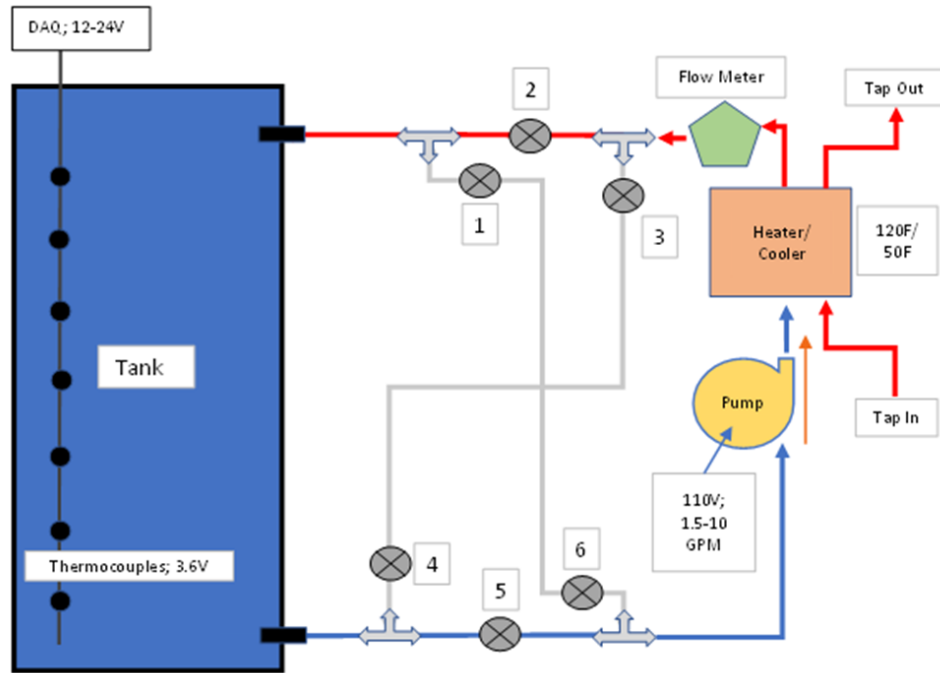 DAQ; 12-24V
2
Flow Meter
Tap Out
1
3
Heater/
Cooler
120F/
50F
Tank
Pump
Tap In
110V;
1.5-10
GPM
Thermocouples; 3.6V
4
5
6